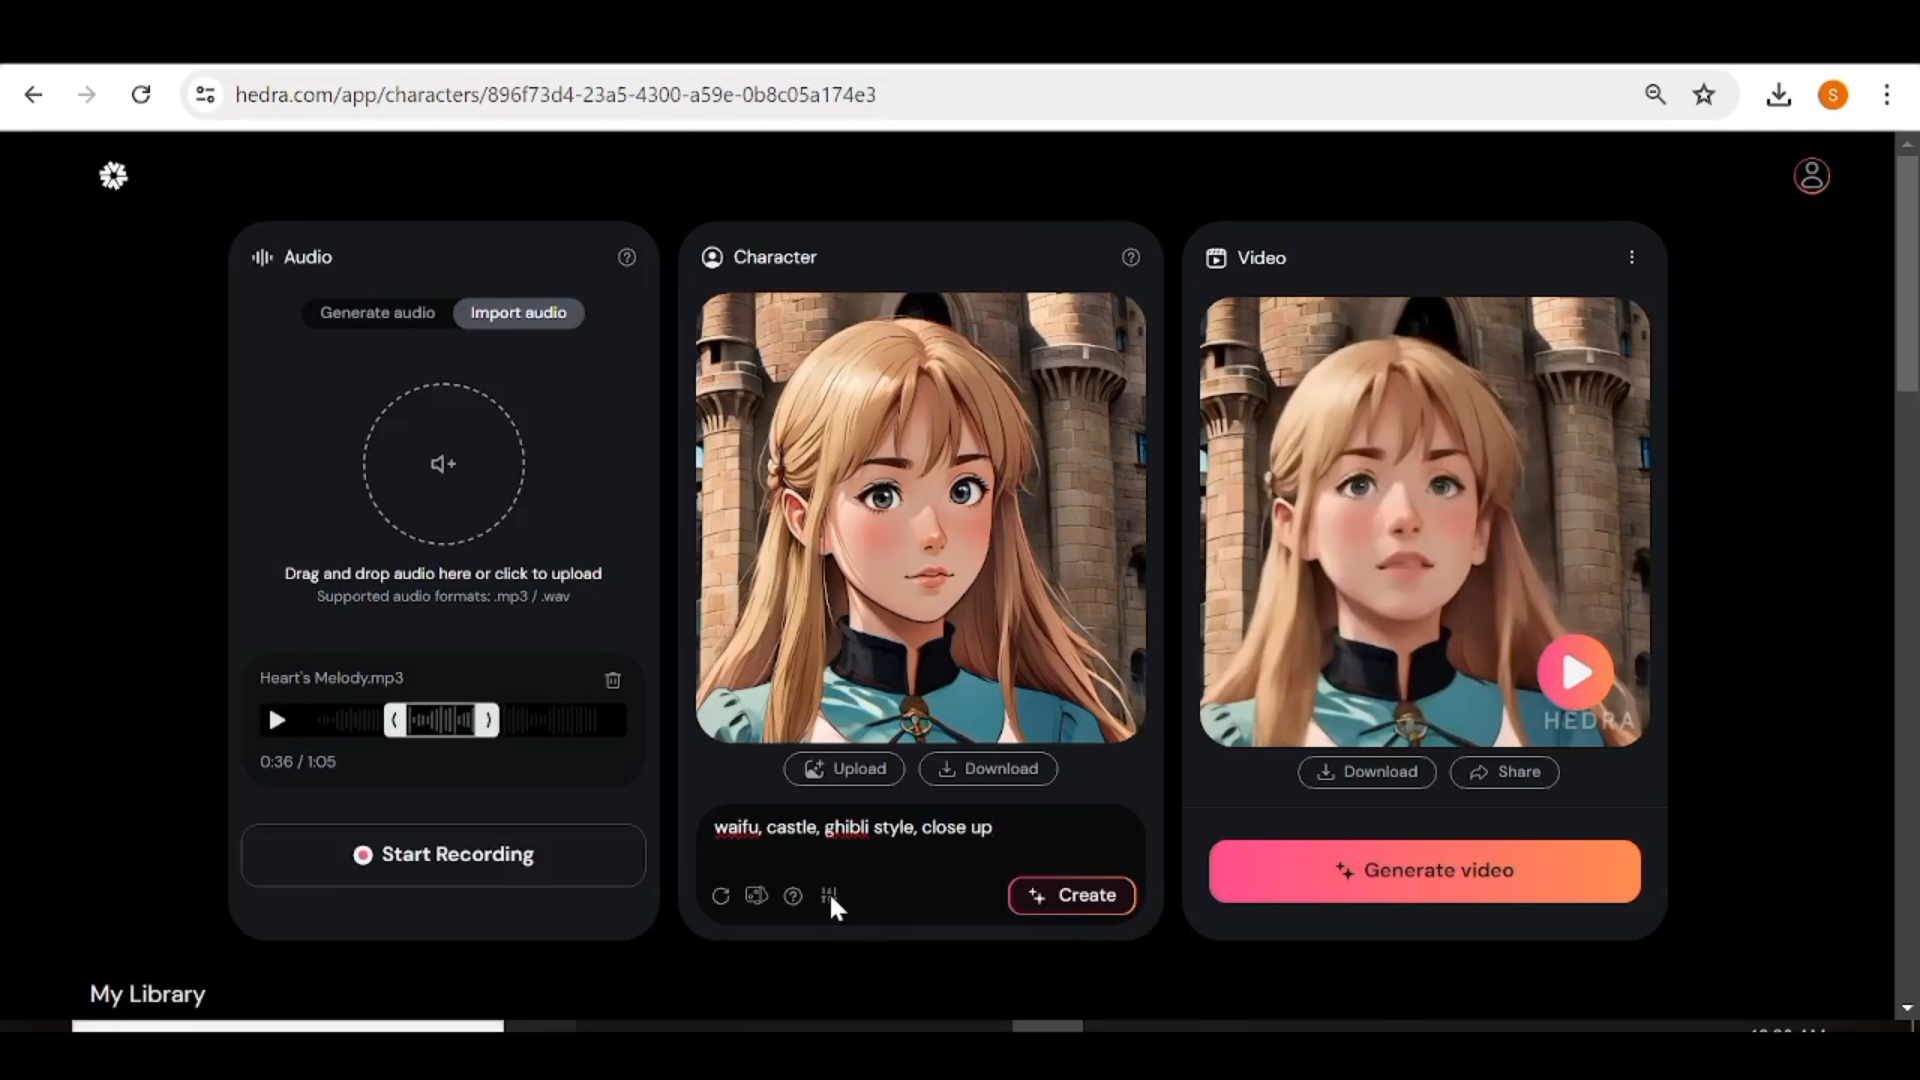 hedra.com/app/characters/896f73d4-23a5-4300-a59e-0b8c05a174e3
S
Audio
Generate audio
Import audio
Drag and drop audio here or click to upload
Supported audio formats: .mp3 / .wav
Heart's Melody.mp3
0:36 / 1:05
Start Recording
Character
Upload
Download
waifu, castle, ghibli style, close up
Create
Video
HEDRA
Download
Share
Generate video
My Library